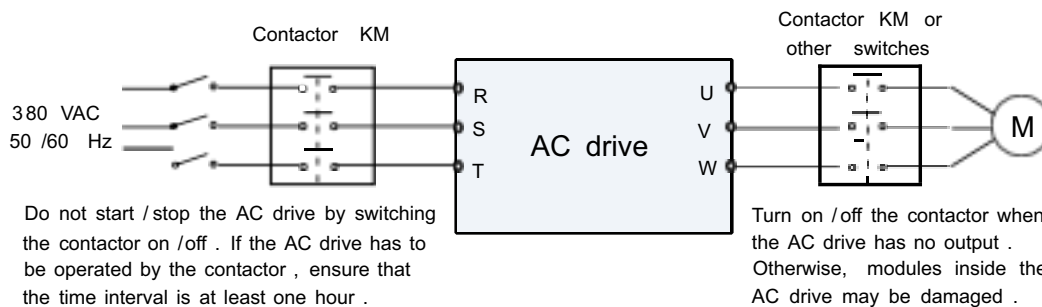 Contactor KM
Contactor KM or
other switches
380 VAC
50 /60 Hz
R
S
T
AC drive
U
V
W
M
Do not start / stop the AC drive by switching
the contactor on /off . If the AC drive has to
be operated by the contactor , ensure that
the time interval is at least one hour .
Turn on / off the contactor when
the AC drive has no output .
Otherwise, modules inside the
AC drive may be damaged .